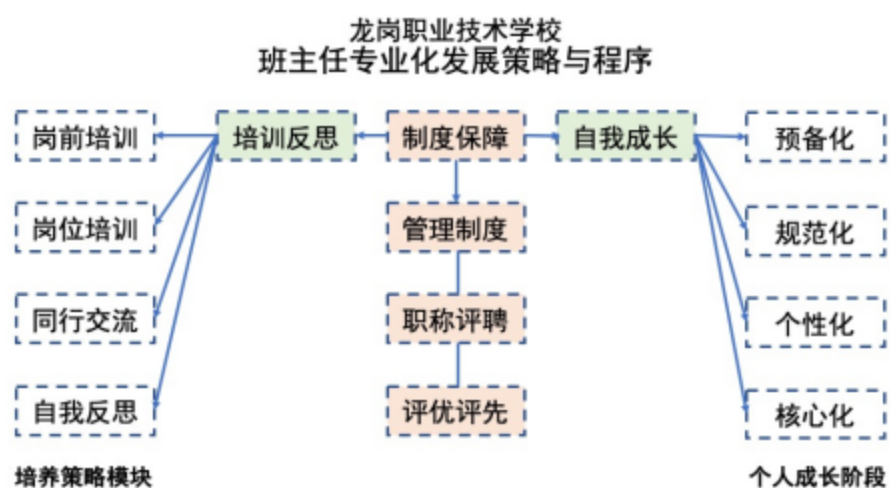 龙岗职业技术学校
班主任专业化发展策略与程序
岗前培训 培训反思 制度保障 自我成长 预备化
岗位培训 管理制度 规范化
同行交流 职称评聘 个性化
自我反思 评优评先 核心化
培养策略模块 个人成长阶段